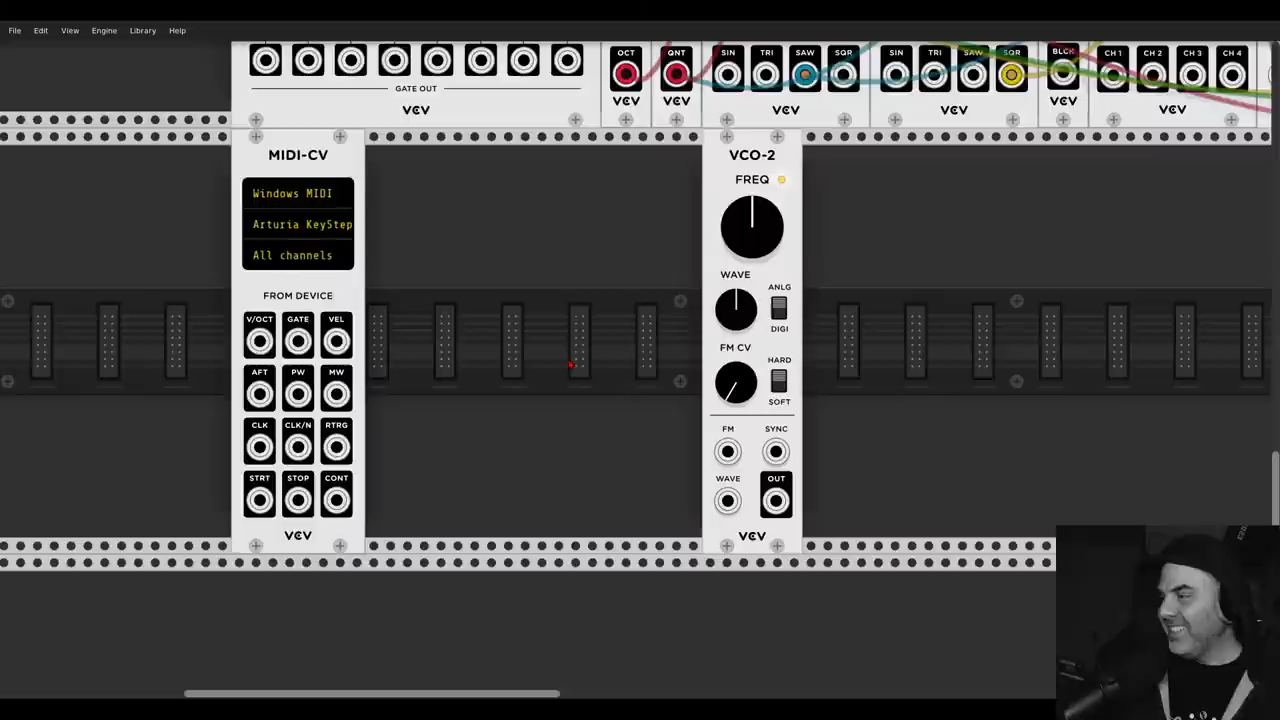 File Edit View Engine Library Help
OCT QNT SIN TRI SAW SQR SIN TRI SAW SQR BLCK CH 1 CH 2 CH 3 CH 4
GATE OUT
VCV VCV VCV VCV VCV VCV VCV
MIDI-CV
Windows MIDI
Arturia KeyStep
All channels
FROM DEVICE
V/OCT GATE VEL
AFT PW MW
CLK CLK/N RTRG
STRT STOP CONT
VCV
VCO-2
FREQ
WAVE
ANLG
DIGI
FM CV
HARD
SOFT
FM SYNC
WAVE OUT
VCV